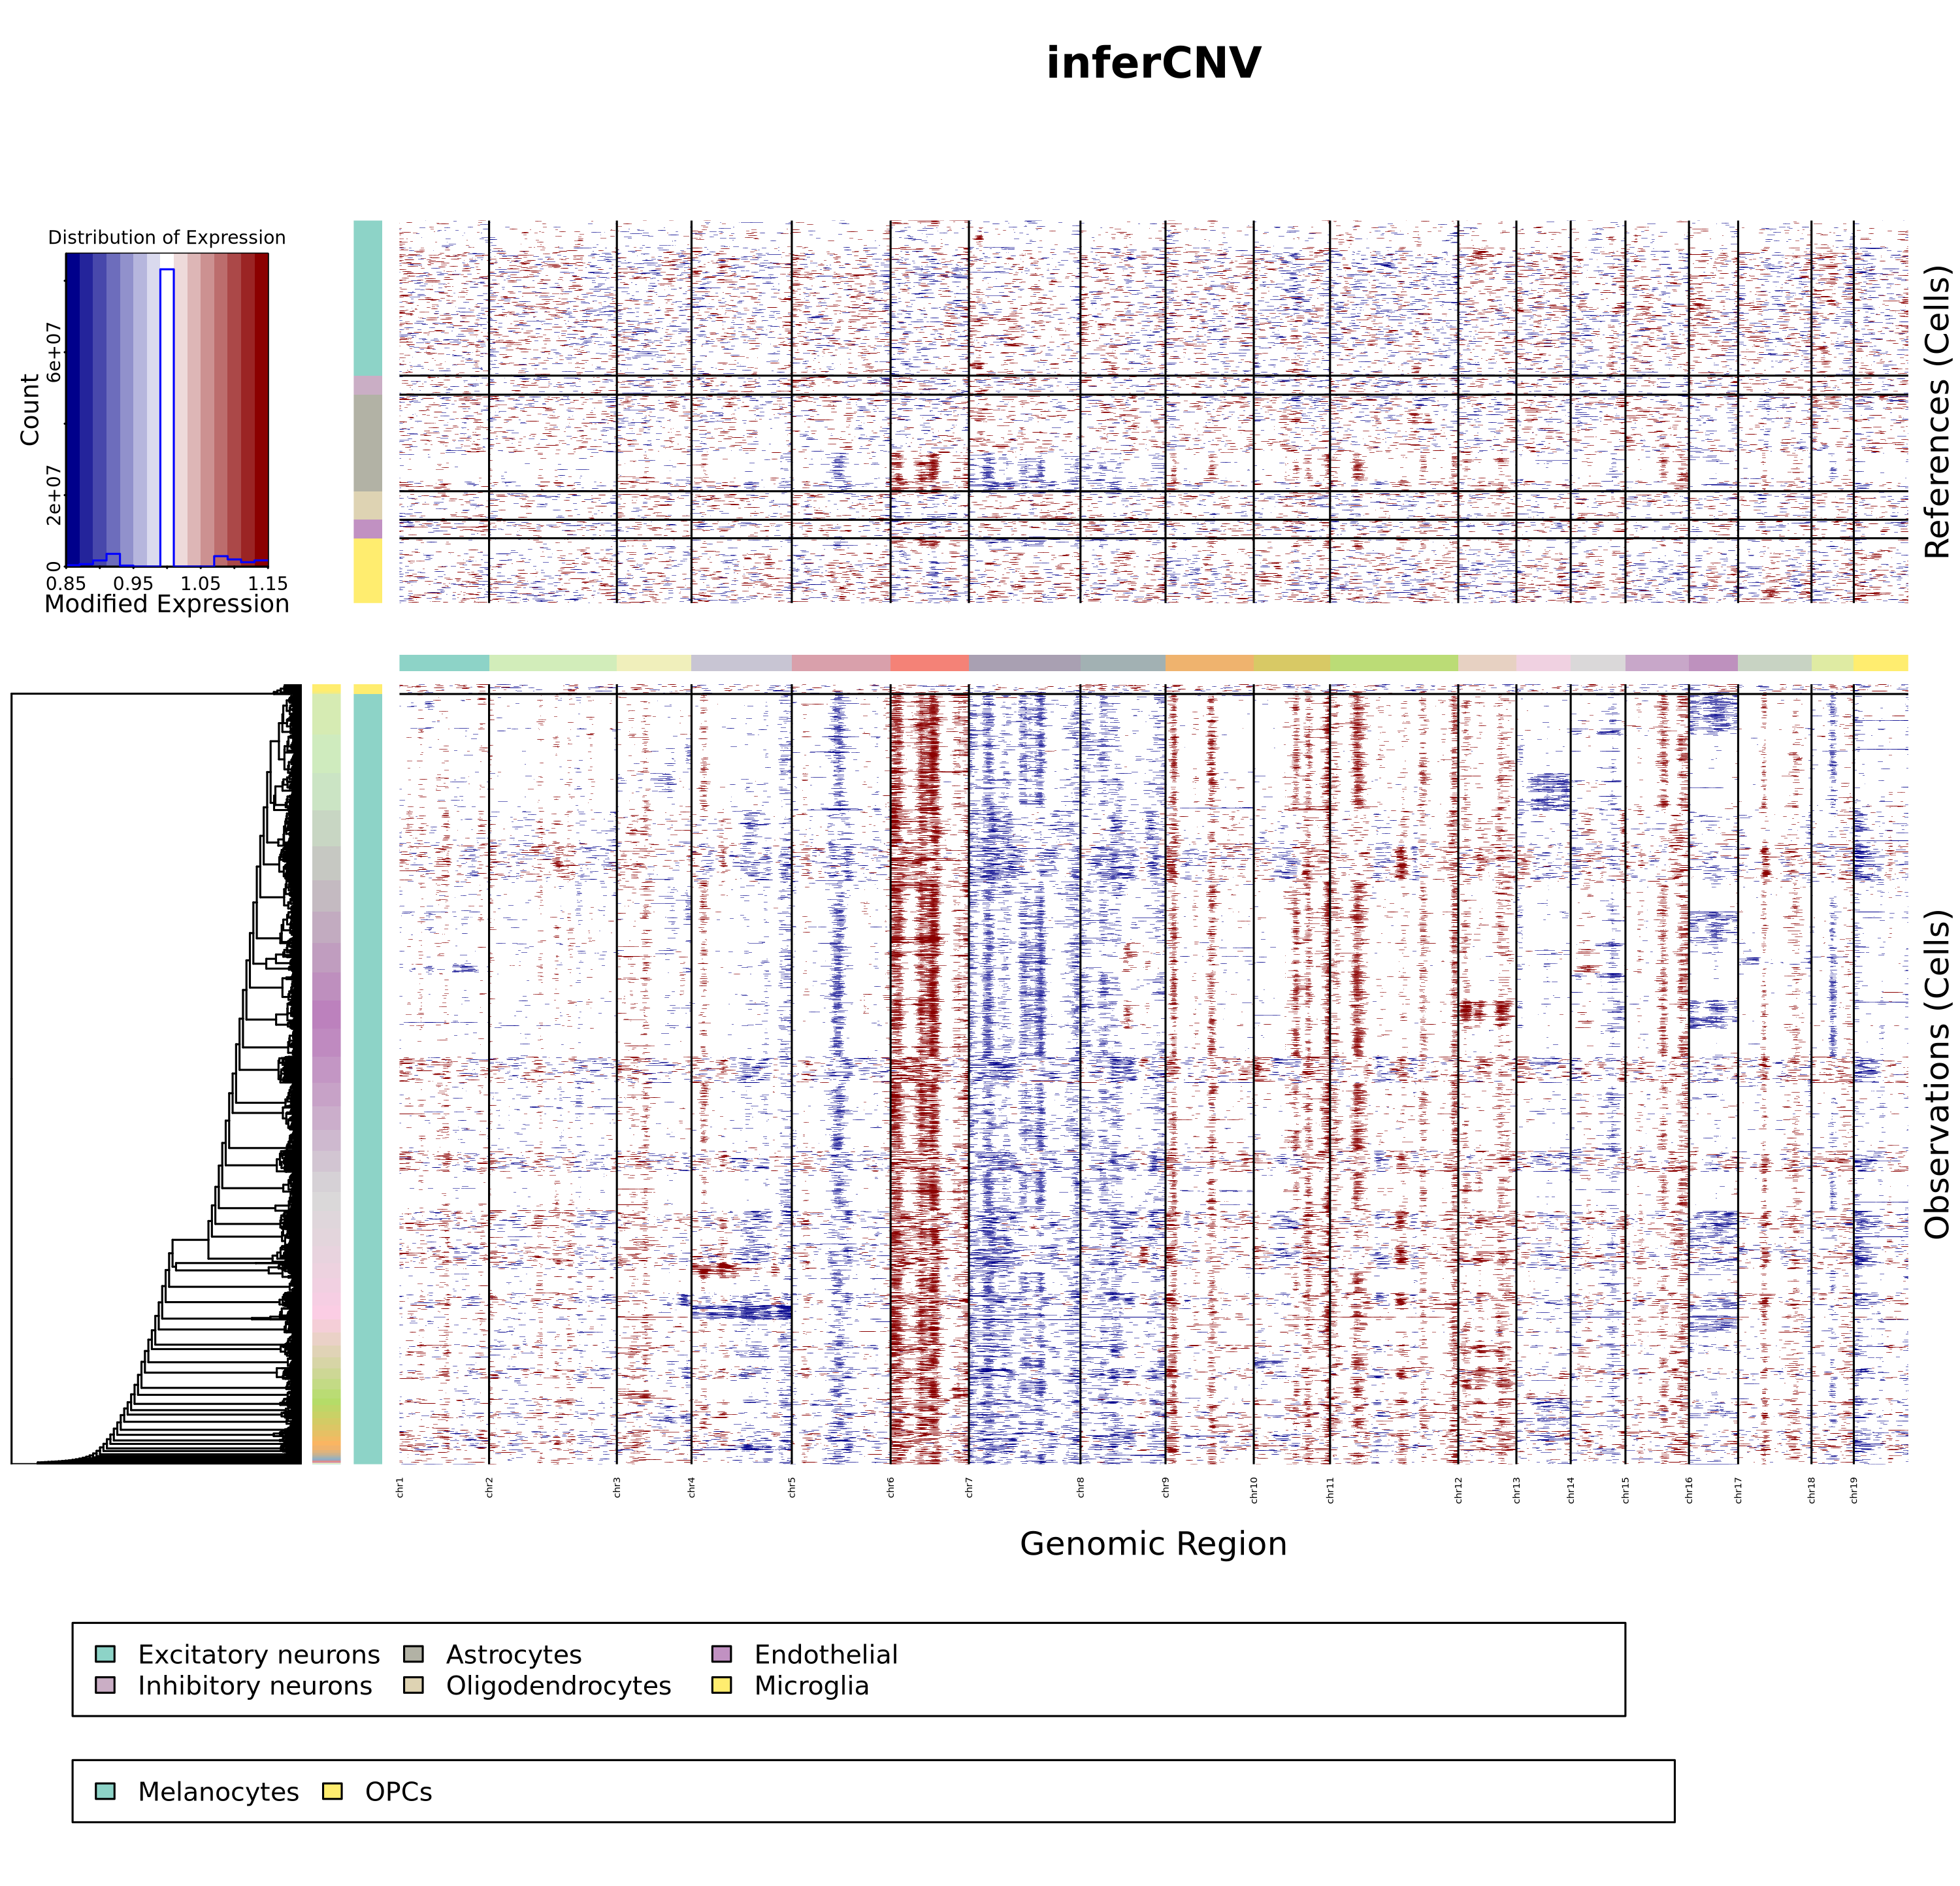 inferCNV
Distribution of Expression
Count
0 2e+07 6e+07
0.85 0.95 1.05 1.15
Modified Expression
References (Cells)
Observations (Cells)
chr1 chr2 chr3 chr4 chr5 chr6 chr7 chr8 chr9 chr10 chr11 chr12 chr13 chr14 chr15 chr16 chr17 chr18 chr19
Genomic Region
Excitatory neurons Astrocytes Endothelial
Inhibitory neurons Oligodendrocytes Microglia
Melanocytes OPCs